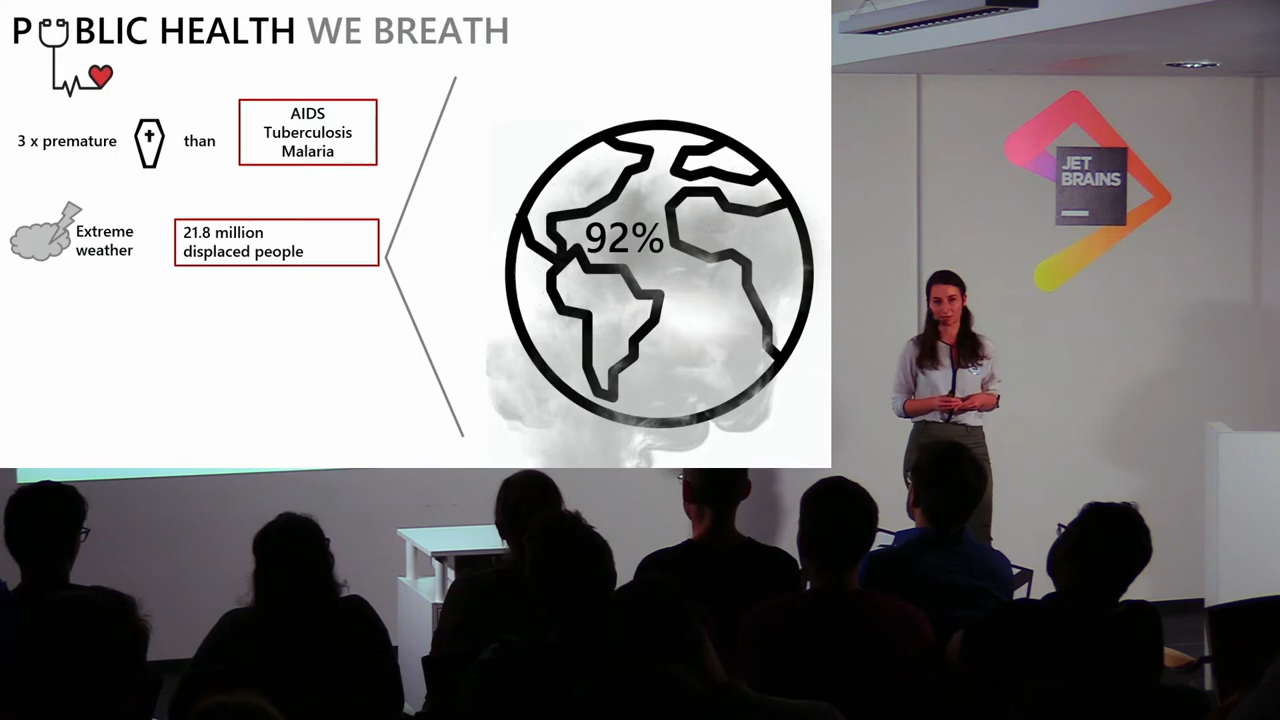 PUBLIC HEALTH WE BREATH
3 x premature than
AIDS
Tuberculosis
Malaria
Extreme
weather
21.8 million
displaced people
92%
JET
BRAINS